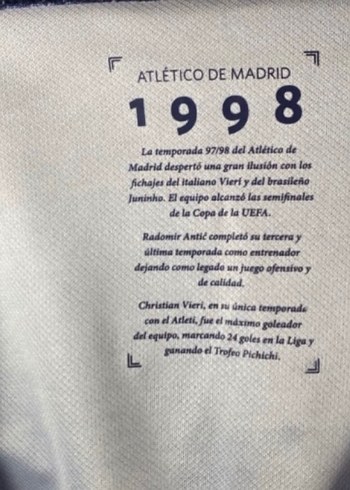 ATLÉTICO DE MADRID
1998
La temporada 97/98 del Atlético de
Madrid despertó una gran ilusión con los
fichajes del italiano Vieri y del brasileño
Juninho. El equipo alcanzó las semifinales
de la Copa de la UEFA.
Radomir Antić completó su tercera y
última temporada como entrenador
dejando como legado un juego ofensivo y
de calidad.
Christian Vieri, en su única temporada
con el Atleti, fue el máximo goleador
del equipo, marcando 24 goles en la Liga y
ganando el Trofeo Pichichi.